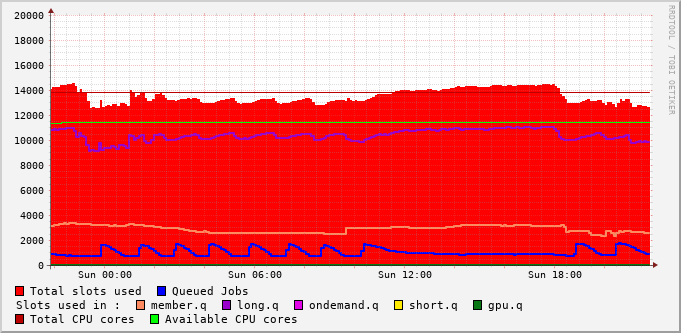 RRDTOOL / TOBI OETIKER
20000
18000
16000
14000
12000
10000
8000
6000
4000
2000
0
Sun 00:00 Sun 06:00 Sun 12:00 Sun 18:00
Total slots used Queued Jobs
Slots used in : member.q long.q ondemand.q short.q gpu.q
Total CPU cores Available CPU cores